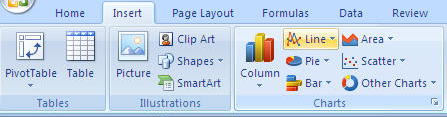 Home Insert Page Layout Formulas Data Review
PivotTable Table Picture Clip Art Shapes SmartArt Column Line Pie Bar Area Scatter Other Charts
Tables Illustrations Charts